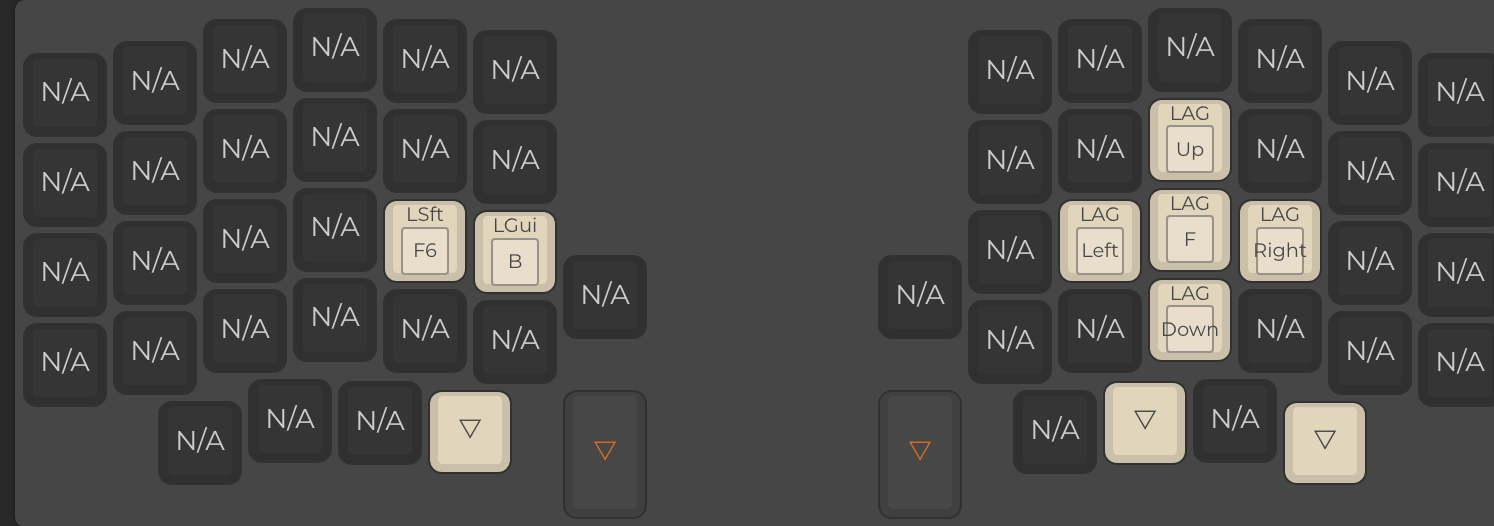 N/A N/A N/A N/A N/A N/A N/A N/A N/A N/A N/A N/A
N/A N/A N/A N/A N/A N/A N/A N/A LAG Up N/A N/A N/A
N/A N/A N/A N/A LSft F6 LGui B N/A LAG Left LAG F LAG Right N/A N/A
N/A N/A N/A N/A N/A N/A N/A N/A N/A N/A LAG Down N/A N/A N/A
N/A N/A N/A ▽ ▽ ▽ N/A ▽ N/A ▽